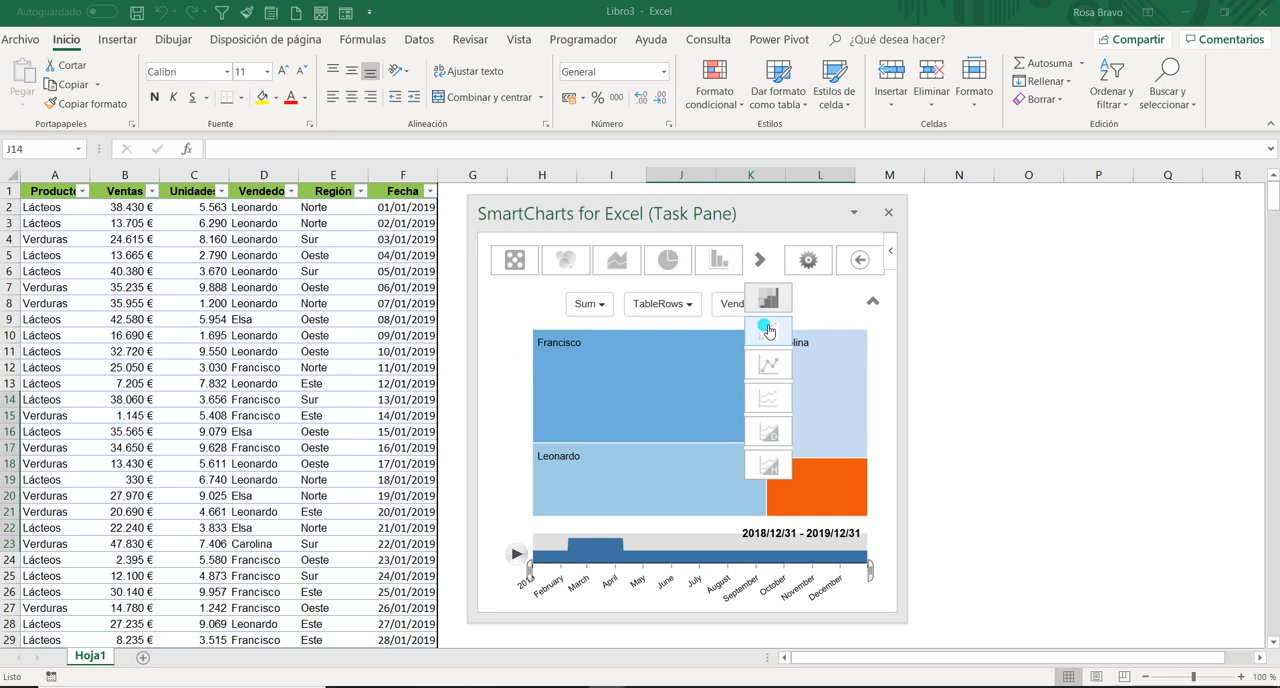 Autoguardado
Libro3 - Excel
Rosa Bravo
Archivo Inicio Insertar Dibujar Disposición de página Fórmulas Datos Revisar Vista Programador Ayuda Consulta Power Pivot ¿Qué desea hacer? Compartir Comentarios
Pegar
Cortar
Copiar
Copiar formato
Portapapeles
Calibri 11
N K S
Fuente
Ajustar texto
Combinar y centrar
Alineación
General
% 000
Número
Formato condicional
Dar formato como tabla
Estilos de celda
Estilos
Insertar Eliminar Formato
Celdas
Autosuma
Rellenar
Borrar
Ordenar y filtrar
Buscar y seleccionar
Edición
J14 fx
A B C D E F G H I J K L M N O P Q R
1 Producto Ventas Unidades Vendedo Región Fecha
2 Lácteos 38.430 € 5.563 Leonardo Norte 01/01/2019
3 Lácteos 13.705 € 6.290 Leonardo Norte 02/01/2019
4 Verduras 24.615 € 8.160 Leonardo Sur 03/01/2019
5 Lácteos 13.665 € 2.790 Leonardo Oeste 04/01/2019
6 Lácteos 40.380 € 3.670 Leonardo Sur 05/01/2019
7 Verduras 35.235 € 9.888 Leonardo Oeste 06/01/2019
8 Verduras 35.955 € 1.200 Leonardo Norte 07/01/2019
9 Lácteos 42.580 € 5.954 Elsa Oeste 08/01/2019
10 Lácteos 16.690 € 1.695 Leonardo Oeste 09/01/2019
11 Lácteos 32.720 € 9.550 Leonardo Oeste 10/01/2019
12 Lácteos 25.050 € 3.030 Francisco Norte 11/01/2019
13 Lácteos 7.205 € 7.832 Leonardo Este 12/01/2019
14 Lácteos 38.060 € 3.656 Francisco Sur 13/01/2019
15 Verduras 1.145 € 5.408 Francisco Este 14/01/2019
16 Lácteos 35.565 € 9.079 Elsa Oeste 15/01/2019
17 Verduras 34.650 € 9.628 Francisco Oeste 16/01/2019
18 Verduras 13.430 € 5.611 Leonardo Oeste 17/01/2019
19 Lácteos 330 € 6.740 Leonardo Norte 18/01/2019
20 Verduras 27.970 € 9.025 Elsa Norte 19/01/2019
21 Verduras 20.690 € 4.661 Leonardo Este 20/01/2019
22 Lácteos 22.240 € 3.833 Elsa Norte 21/01/2019
23 Verduras 47.830 € 7.406 Carolina Sur 22/01/2019
24 Lácteos 2.395 € 5.580 Francisco Oeste 23/01/2019
25 Lácteos 12.100 € 4.873 Francisco Sur 24/01/2019
26 Lácteos 30.140 € 9.957 Francisco Este 25/01/2019
27 Verduras 14.780 € 1.242 Francisco Oeste 26/01/2019
28 Lácteos 27.235 € 9.069 Leonardo Este 27/01/2019
29 Lácteos 8.235 € 3.515 Francisco Este 28/01/2019
SmartCharts for Excel (Task Pane)
Sum TableRows Vend
Francisco
lina
Leonardo
2018/12/31 - 2019/12/31
February March April May June July August September October November December
Hoja1
Listo
100 %